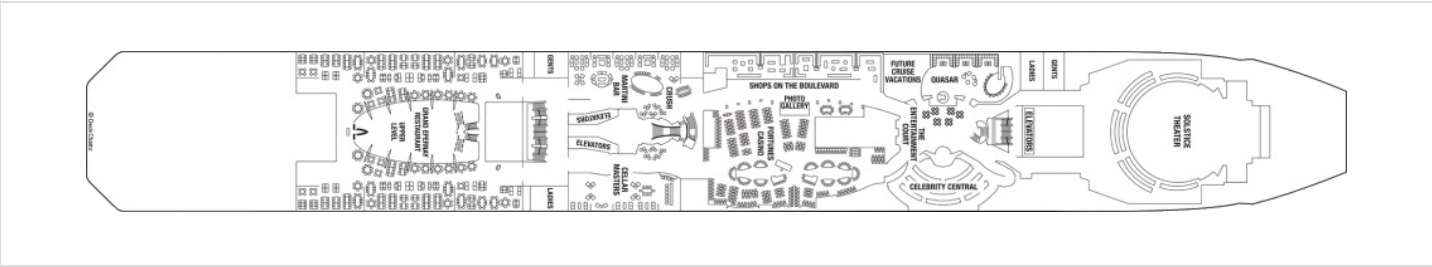 © DeckChartz
GRAND EPERNAY
RESTAURANT
UPPER
LEVEL
GENTS
LADIES
ELEVATORS
ELEVATORS
MARTINI
BAR
CRUSH
CELLAR
MASTERS
SHOPS ON THE BOULEVARD
PHOTO
GALLERY
FORTUNES
CASINO
FUTURE
CRUISE
VACATIONS
QUASAR
THE
ENTERTAINMENT
COURT
CELEBRITY CENTRAL
LADIES
GENTS
ELEVATORS
SOLSTICE
THEATER